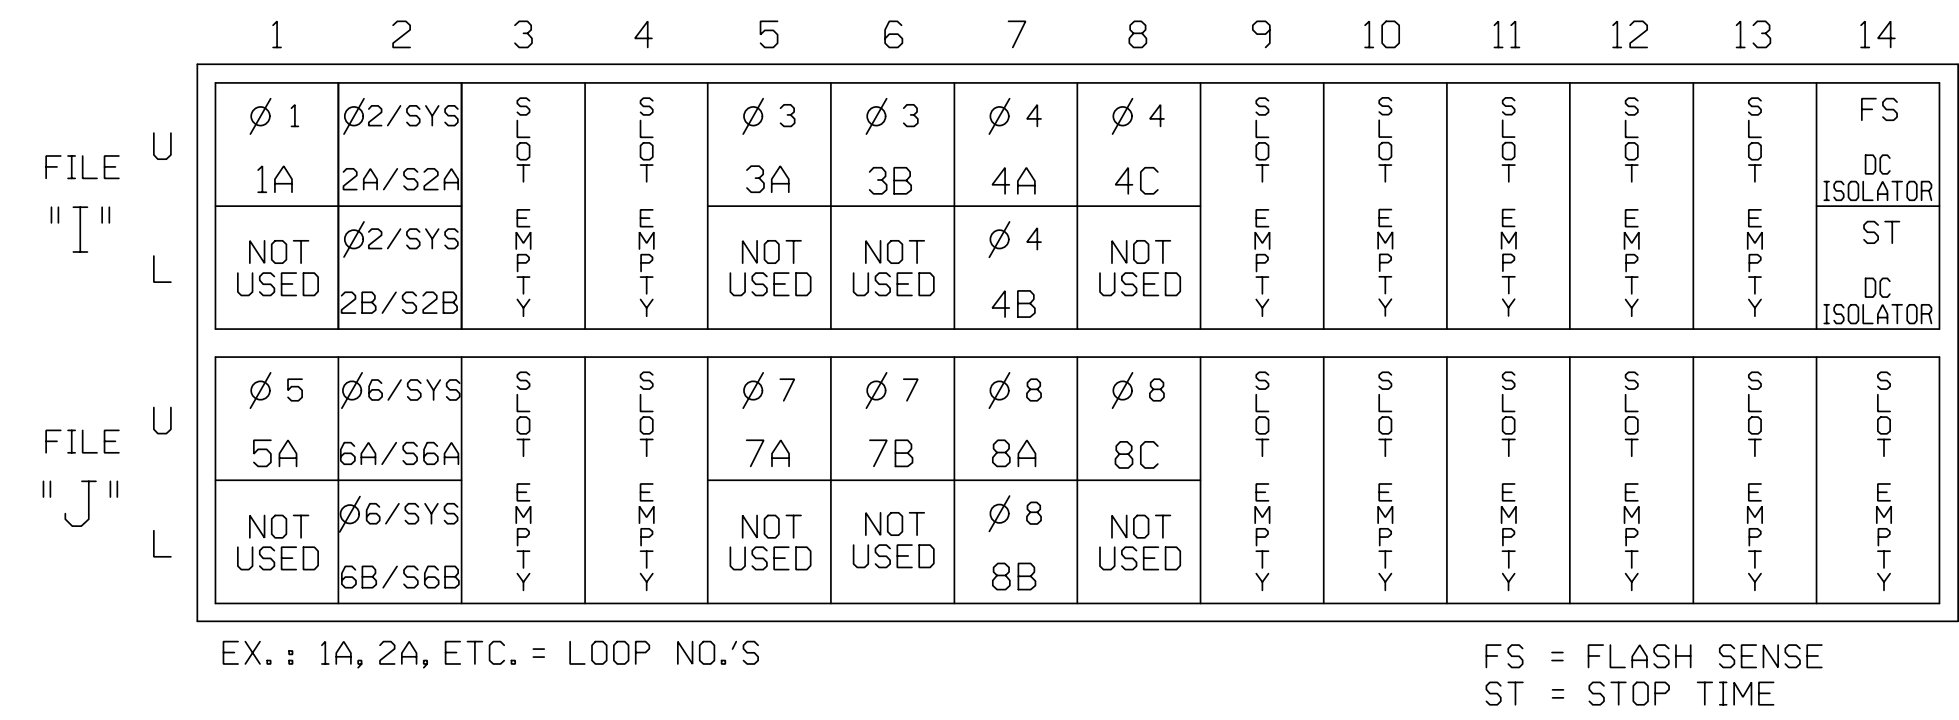 1 2 3 4 5 6 7 8 9 10 11 12 13 14
FILE "I"
U
Ø 1 1A
Ø2/SYS 2A/S2A
SLOT EMPTY
SLOT EMPTY
Ø 3 3A
Ø 3 3B
Ø 4 4A
Ø 4 4C
SLOT EMPTY
SLOT EMPTY
SLOT EMPTY
SLOT EMPTY
SLOT EMPTY
FS DC ISOLATOR
L
NOT USED
Ø2/SYS 2B/S2B
NOT USED
NOT USED
Ø 4 4B
NOT USED
ST DC ISOLATOR
FILE "J"
U
Ø 5 5A
Ø6/SYS 6A/S6A
SLOT EMPTY
SLOT EMPTY
Ø 7 7A
Ø 7 7B
Ø 8 8A
Ø 8 8C
SLOT EMPTY
SLOT EMPTY
SLOT EMPTY
SLOT EMPTY
SLOT EMPTY
SLOT EMPTY
L
NOT USED
Ø6/SYS 6B/S6B
NOT USED
NOT USED
Ø 8 8B
NOT USED
EX.: 1A, 2A, ETC. = LOOP NO.'S
FS = FLASH SENSE
ST = STOP TIME